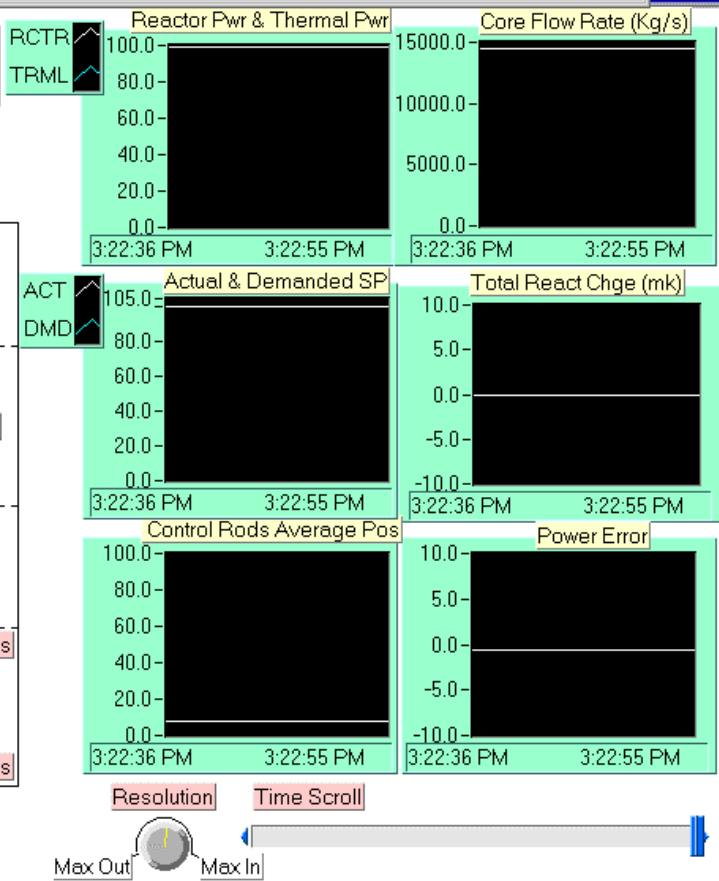 Reactor Pwr & Thermal Pwr
RCTR
TRML
100.0
80.0
60.0
40.0
20.0
0.0
3:22:36 PM 3:22:55 PM
Core Flow Rate (Kg/s)
15000.0
10000.0
5000.0
0.0
3:22:36 PM 3:22:55 PM
Actual & Demanded SP
ACT
DMD
105.0
80.0
60.0
40.0
20.0
0.0
3:22:36 PM 3:22:55 PM
Total React Chge (mk)
10.0
5.0
0.0
-5.0
-10.0
3:22:36 PM 3:22:55 PM
Control Rods Average Pos
100.0
80.0
60.0
40.0
20.0
0.0
3:22:36 PM 3:22:55 PM
Power Error
10.0
5.0
0.0
-5.0
-10.0
3:22:36 PM 3:22:55 PM
s
s
Resolution
Time Scroll
Max Out
Max In